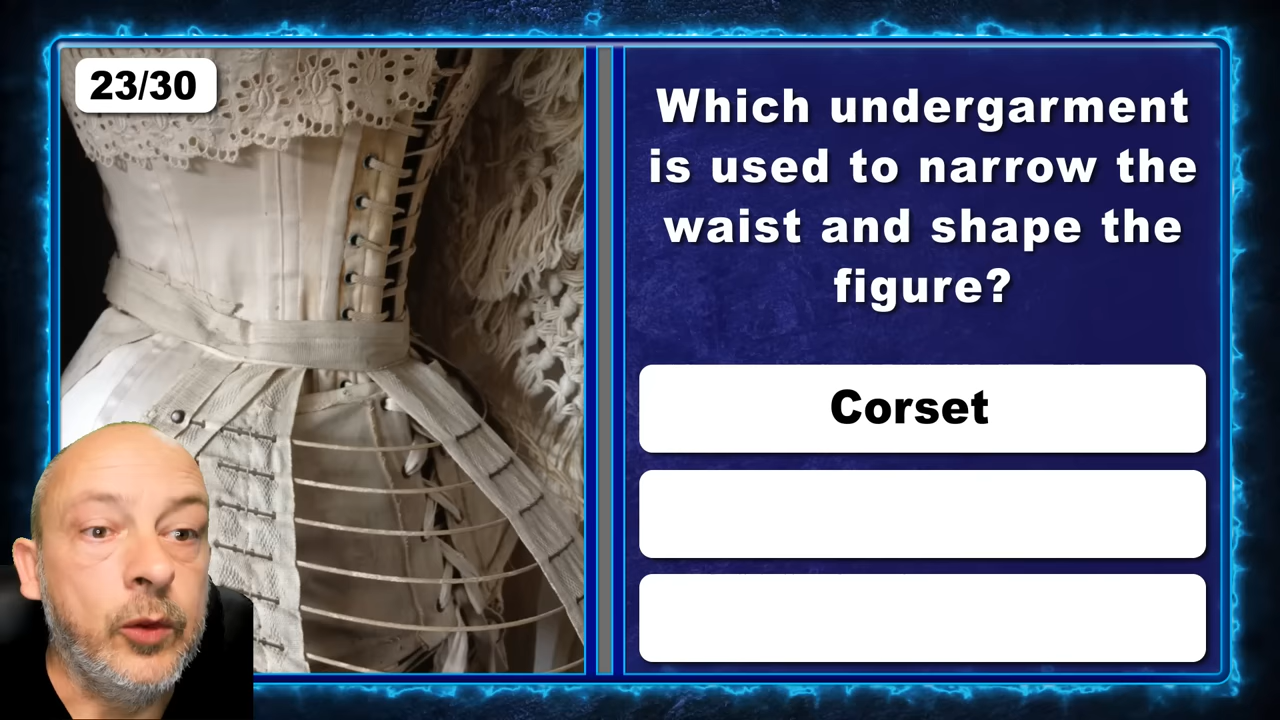 23/30
Which undergarment
is used to narrow the
waist and shape the
figure?
Corset